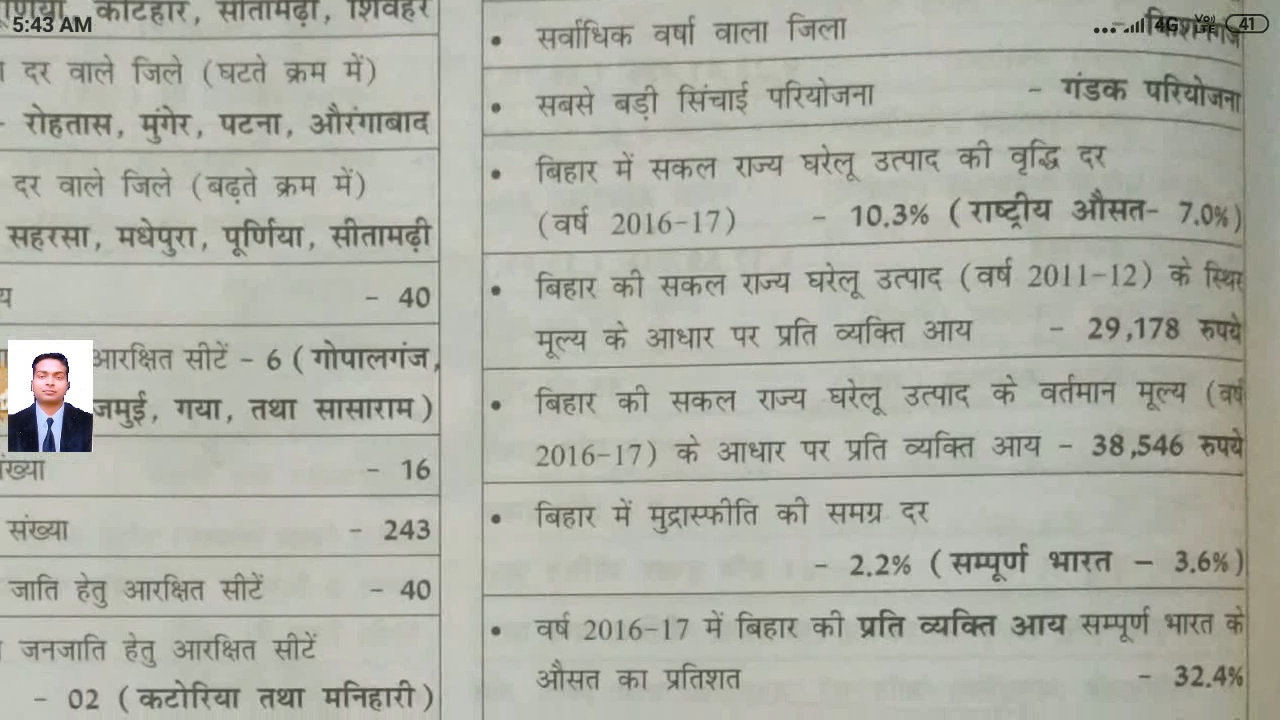 5:43 AM
4G
41
कटिहार, सीतामढ़ी, शिवहर
दर वाले जिले (घटते क्रम में)
- रोहतास, मुंगेर, पटना, औरंगाबाद
दर वाले जिले (बढ़ते क्रम में)
सहरसा, मधेपुरा, पूर्णिया, सीतामढ़ी
- 40
आरक्षित सीटें - 6 ( गोपालगंज,
जमुई, गया, तथा सासाराम )
- 16
संख्या - 243
जाति हेतु आरक्षित सीटें - 40
जनजाति हेतु आरक्षित सीटें
- 02 ( कटोरिया तथा मनिहारी )
• सर्वाधिक वर्षा वाला जिला
• सबसे बड़ी सिंचाई परियोजना - गंडक परियोजना
• बिहार में सकल राज्य घरेलू उत्पाद की वृद्धि दर
(वर्ष 2016-17) - 10.3% ( राष्ट्रीय औसत- 7.0%)
• बिहार की सकल राज्य घरेलू उत्पाद (वर्ष 2011-12) के स्थिर
मूल्य के आधार पर प्रति व्यक्ति आय - 29,178 रुपये
• बिहार की सकल राज्य घरेलू उत्पाद के वर्तमान मूल्य (वर्ष
2016-17) के आधार पर प्रति व्यक्ति आय - 38,546 रुपये
• बिहार में मुद्रास्फीति की समग्र दर
- 2.2% ( सम्पूर्ण भारत - 3.6%)
• वर्ष 2016-17 में बिहार की प्रति व्यक्ति आय सम्पूर्ण भारत के
औसत का प्रतिशत - 32.4%